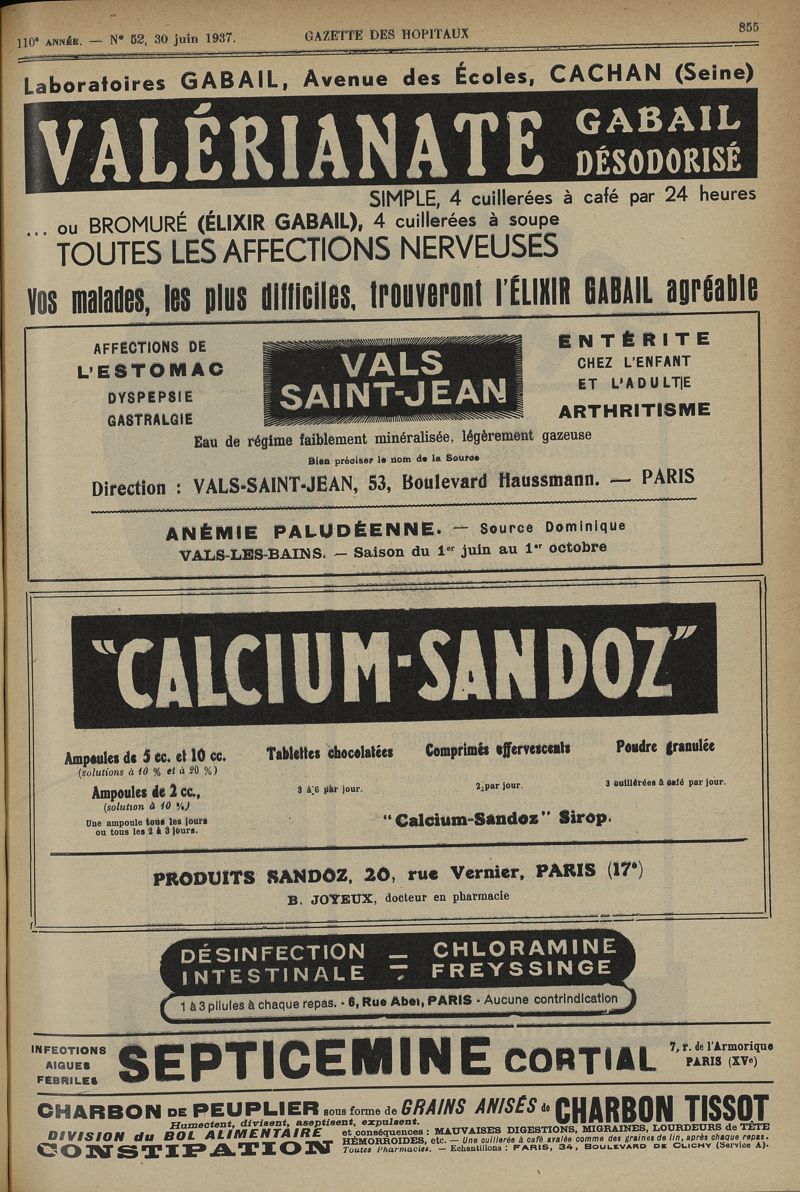 110e ANNÉE. — N° 52, 30 juin 1937. GAZETTE DES HOPITAUX 855
Laboratoires GABAIL, Avenue des Écoles, CACHAN (Seine)
VALÉRIANATE GABAIL DÉSODORISÉ
SIMPLE, 4 cuillerées à café par 24 heures
... ou BROMURÉ (ÉLIXIR GABAIL), 4 cuillerées à soupe
TOUTES LES AFFECTIONS NERVEUSES
Vos malades, les plus difficiles, trouveront l'ÉLIXIR GABAIL agréable
AFFECTIONS DE
L'ESTOMAC
DYSPEPSIE
GASTRALGIE
VALS
SAINT-JEAN
ENTÉRITE
CHEZ L'ENFANT
ET L'ADULTE
ARTHRITISME
Eau de régime faiblement minéralisée, légèrement gazeuse
Bien préciser le nom de la Source
Direction : VALS-SAINT-JEAN, 53, Boulevard Haussmann. — PARIS
ANÉMIE PALUDÉENNE. — Source Dominique
VALS-LES-BAINS. — Saison du 1er juin au 1er octobre
"CALCIUM-SANDOZ"
Ampoules de 5 cc. et 10 cc.
(solutions à 10 % et à 20 %)
Ampoules de 2 cc.,
(solution à 10 %)
Une ampoule tous les jours
ou tous les 2 à 3 jours.
Tablettes chocolatées
3 à 6 par jour.
Comprimés effervescents
2 par jour.
Poudre granulée
3 cuillérées à café par jour.
"Calcium-Sandoz" Sirop.
PRODUITS SANDOZ, 20, rue Vernier, PARIS (17e)
B. JOYEUX, docteur en pharmacie
DÉSINFECTION = CHLORAMINE
INTESTINALE = FREYSSINGE
1 à 3 pilules à chaque repas. - 6, Rue Abel, PARIS - Aucune contrindication
INFECTIONS
AIGUES
FÉBRILES
SEPTICEMINE CORTIAL
7, r. de l'Armorique
PARIS (XVe)
CHARBON DE PEUPLIER sous forme de GRAINS ANISÉS de CHARBON TISSOT
Humectent, divisent, aseptisent, expulsent.
DIVISION du BOL ALIMENTAIRE et conséquences : MAUVAISES DIGESTIONS, MIGRAINES, LOURDEURS de TÊTE
CONSTIPATION HÉMORROIDES, etc. — Une cuillerée à café avalée comme des graines de lin, après chaque repas.
Toutes Pharmacies. — Echantillons : PARIS, 34, BOULEVARD DE CLICHY (Service A).